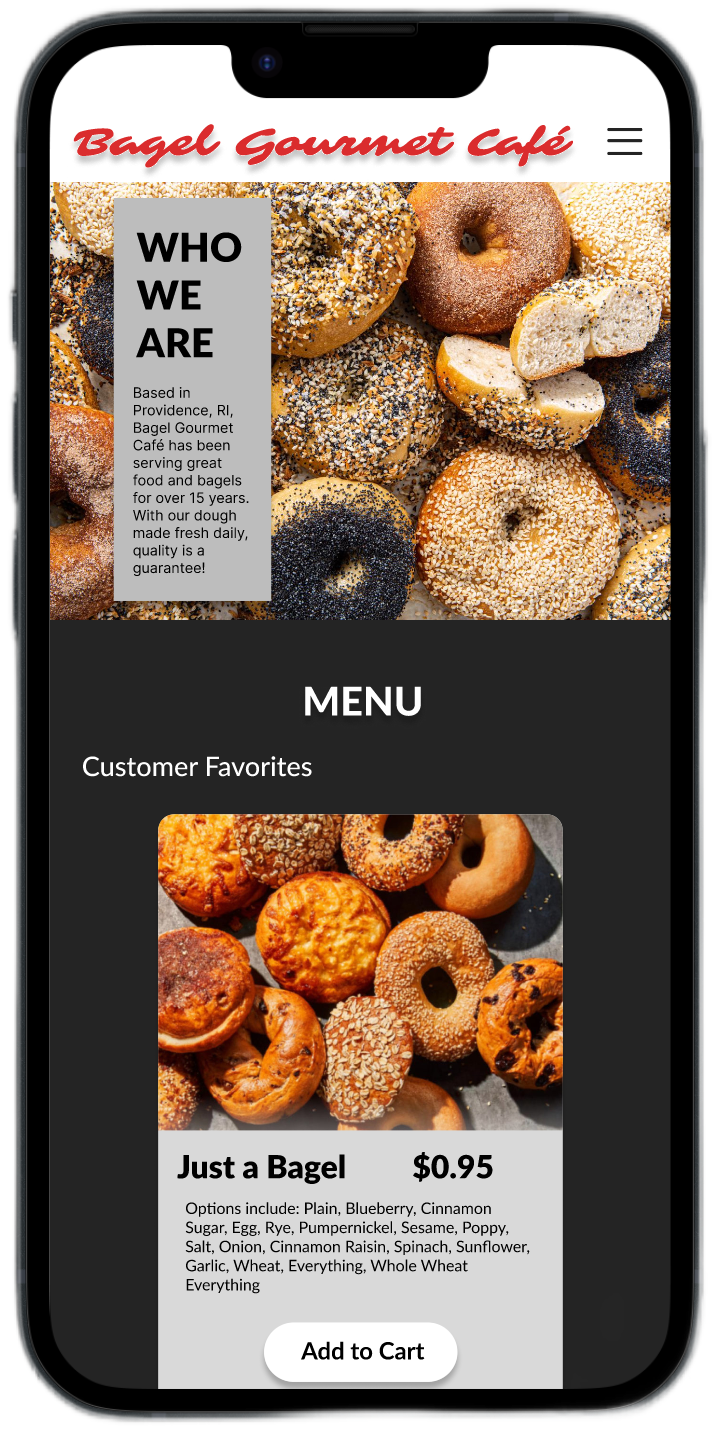 Bagel Gourmet Café
WHO
WE
ARE
Based in
Providence, RI,
Bagel Gourmet
Café has been
serving great
food and bagels
for over 15 years.
With our dough
made fresh daily,
quality is a
guarantee!
MENU
Customer Favorites
Just a Bagel $0.95
Options include: Plain, Blueberry, Cinnamon
Sugar, Egg, Rye, Pumpernickel, Sesame, Poppy,
Salt, Onion, Cinnamon Raisin, Spinach, Sunflower,
Garlic, Wheat, Everything, Whole Wheat
Everything
Add to Cart